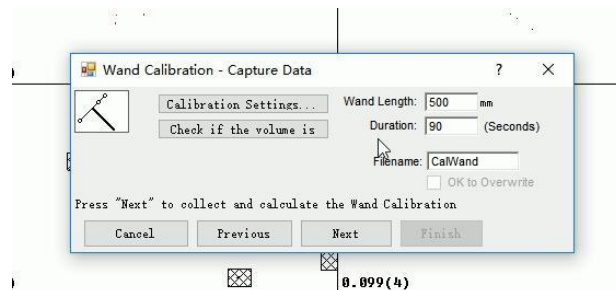 Wand Calibration - Capture Data ? ×
Calibration Settings... Wand Length: 500 mm
Check if the volume is Duration: 90 (Seconds)
Filename: CalWand
OK to Overwrite
Press "Next" to collect and calculate the Wand Calibration
Cancel Previous Next Finish
0.099(4)